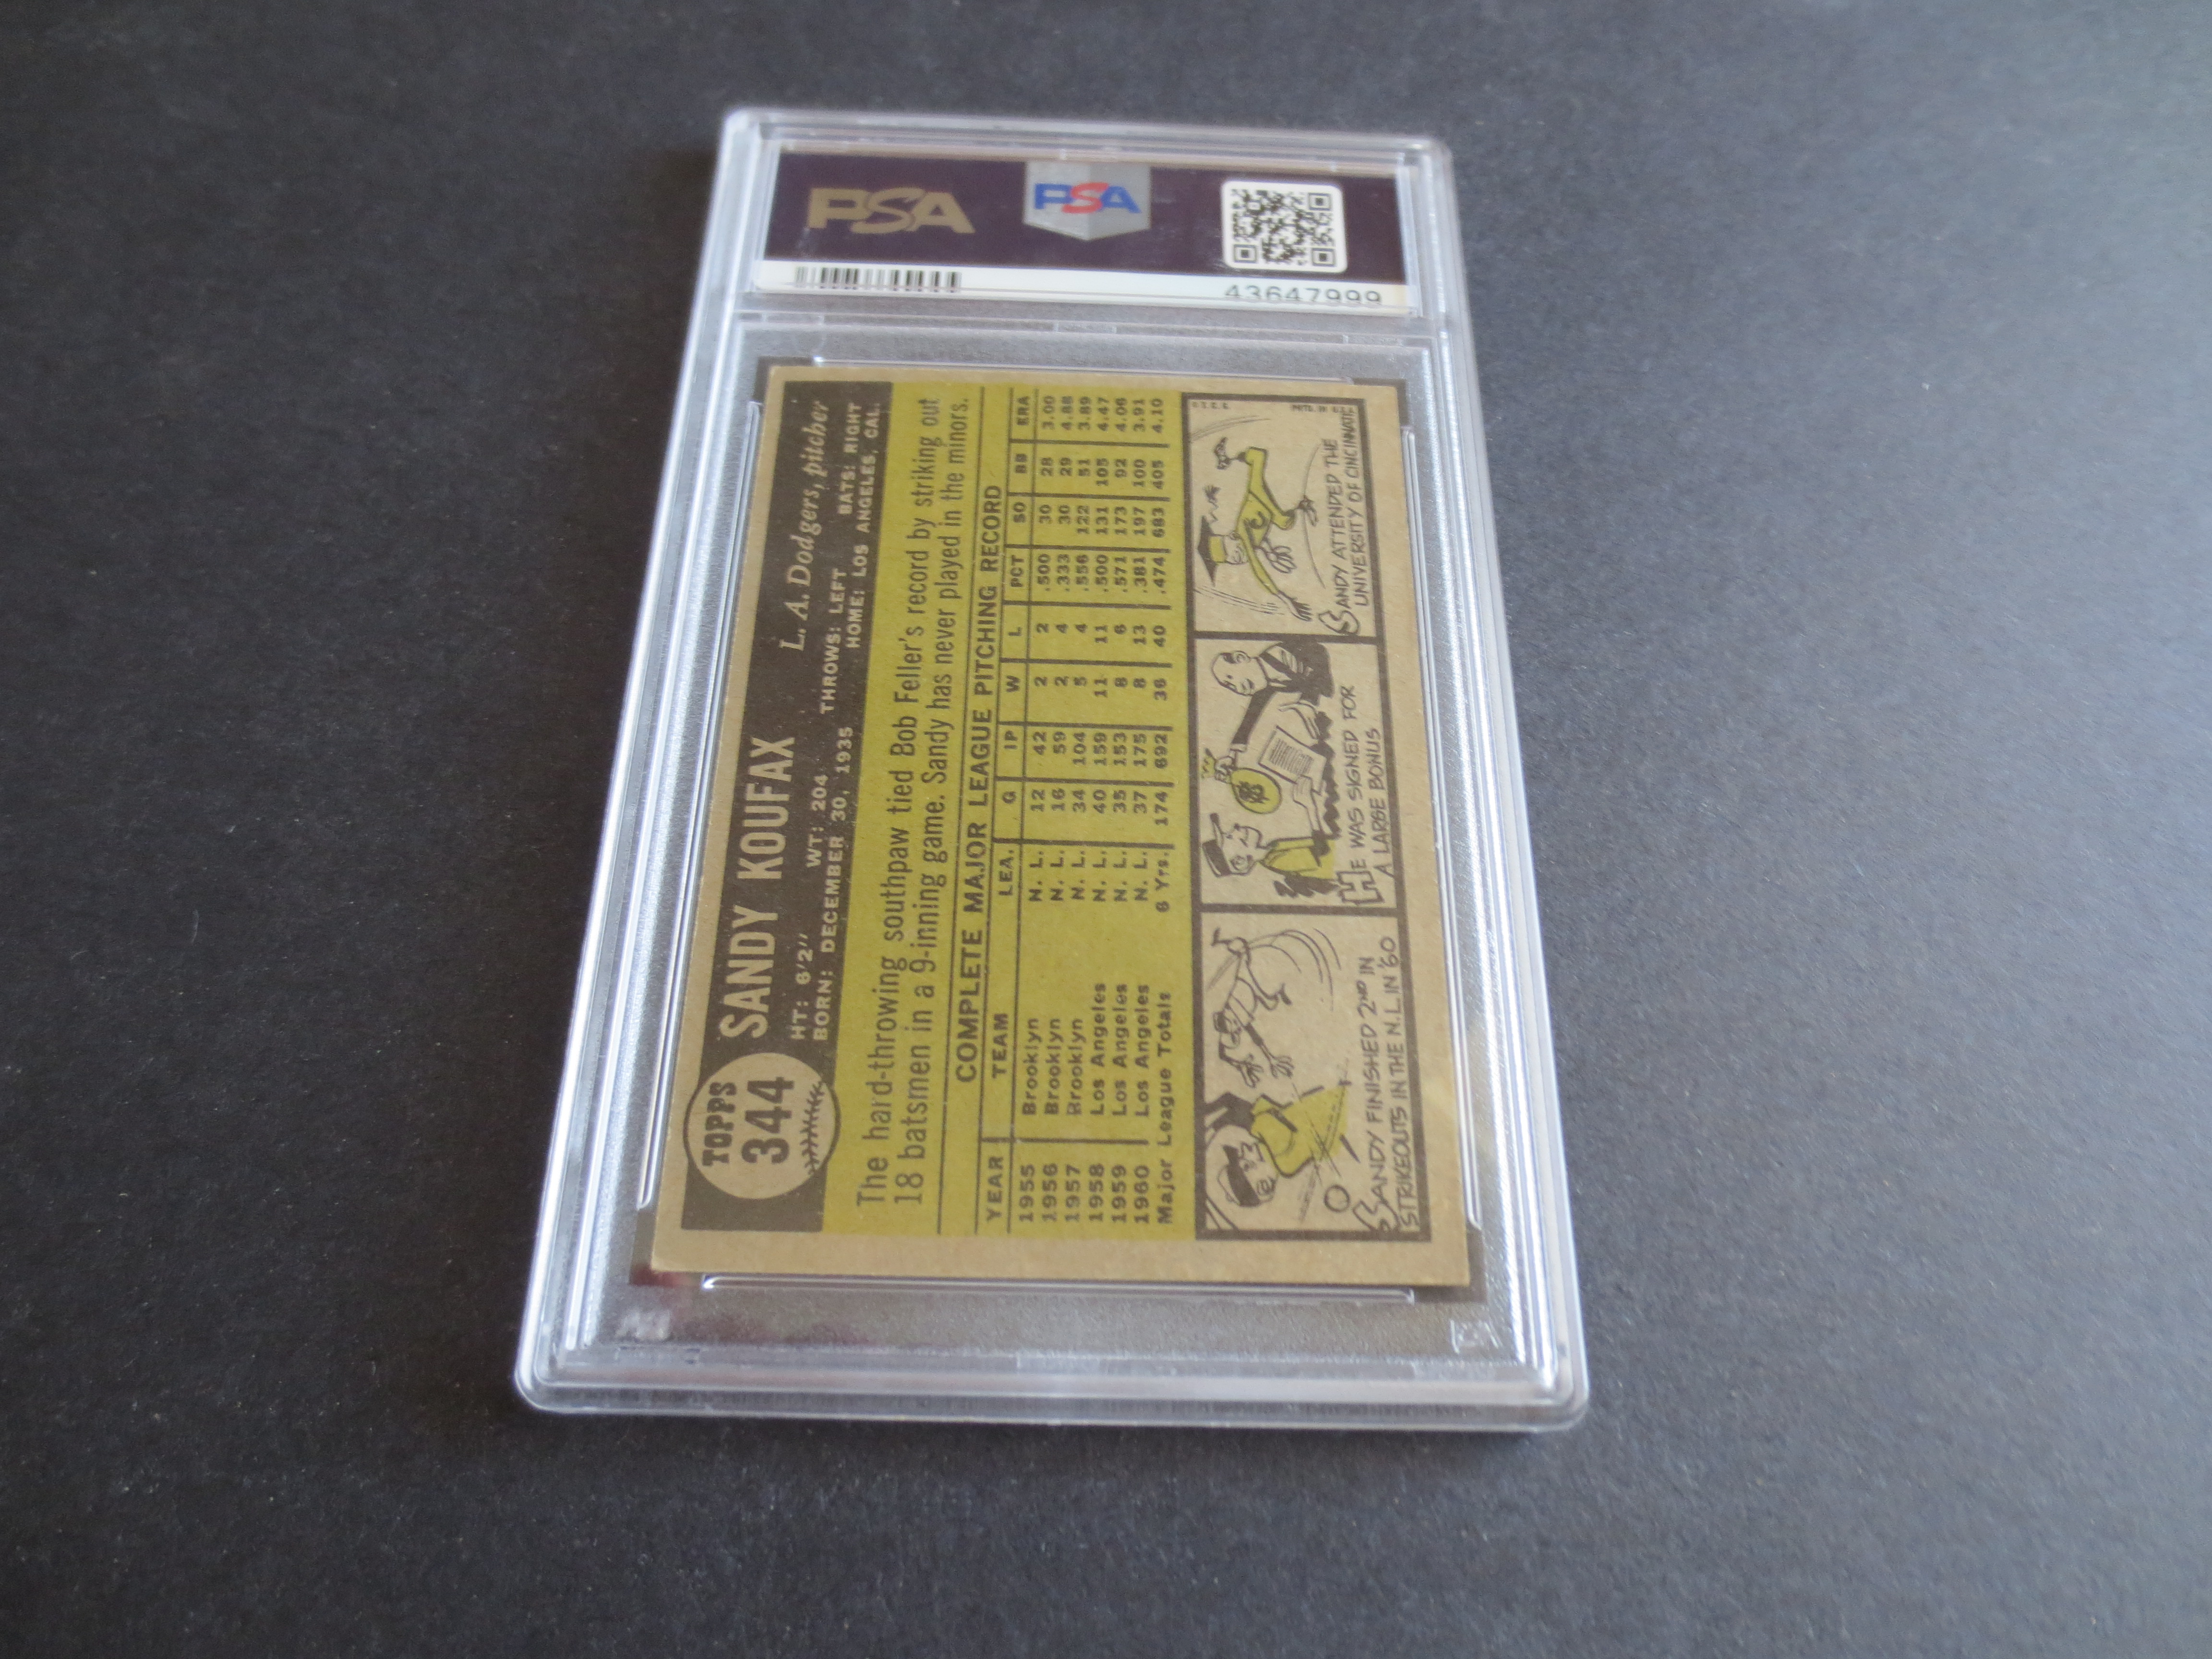 PSA
PSA
43647999
TOPPS
344
SANDY KOUFAX
L. A. Dodgers, pitcher
HT: 6'2" WT: 204 THROWS: LEFT BATS: RIGHT
BORN: DECEMBER 30, 1935 HOME: LOS ANGELES, CAL.
The hard-throwing southpaw tied Bob Feller's record by striking out
18 batsmen in a 9-inning game. Sandy has never played in the minors.
COMPLETE MAJOR LEAGUE PITCHING RECORD
YEAR TEAM LEA. G IP W L PCT SO BB ERA
1955 Brooklyn N. L. 12 42 2 2 .500 30 28 3.00
1956 Brooklyn N. L. 16 59 2 4 .333 30 29 4.88
1957 Brooklyn N. L. 34 104 5 4 .556 122 51 3.89
1958 Los Angeles N. L. 40 159 11 11 .500 131 105 4.47
1959 Los Angeles N. L. 35 153 8 6 .571 173 92 4.06
1960 Los Angeles N. L. 37 175 8 13 .381 197 100 3.91
Major League Totals 6 Yrs. 174 692 36 40 .474 683 405 4.10
SANDY FINISHED 2ND IN
STRIKEOUTS IN THE N.L. IN '60
HE WAS SIGNED FOR
A LARGE BONUS
SANDY ATTENDED THE
UNIVERSITY OF CINCINNATI
C
©T.C.G.
PRTD. IN U.S.A.